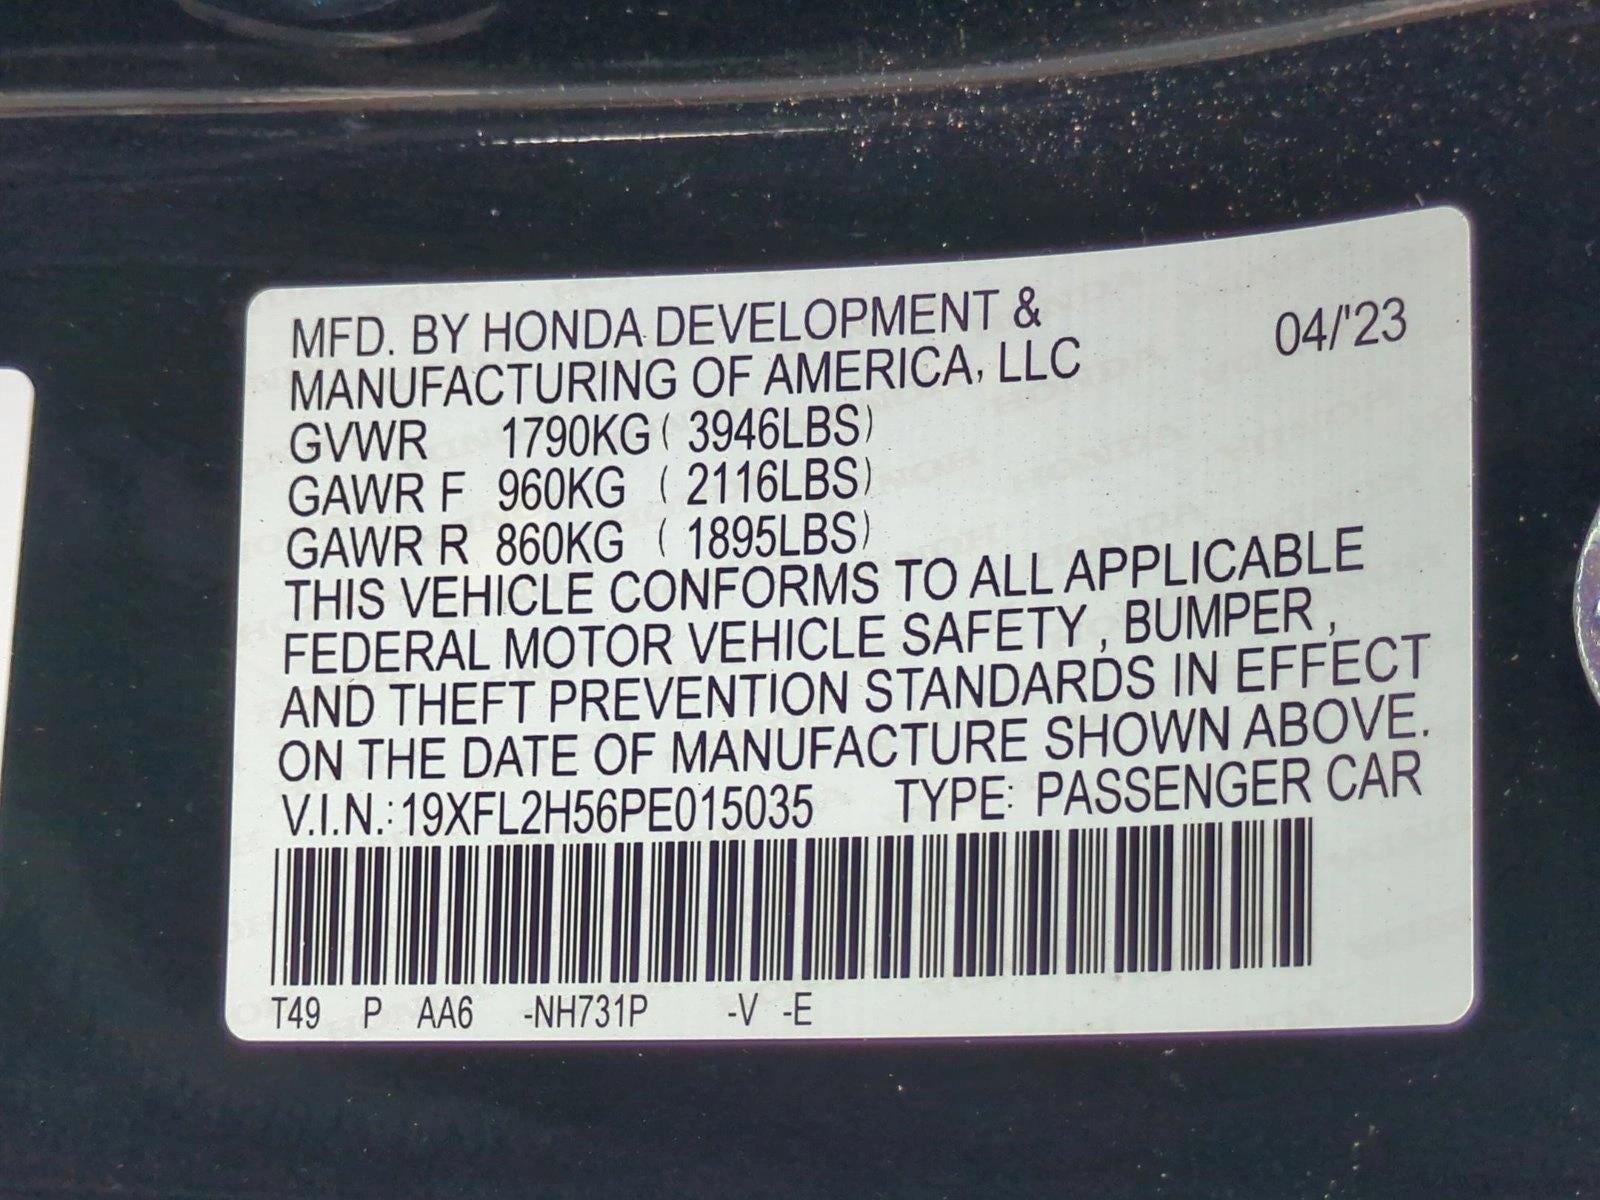 MFD. BY HONDA DEVELOPMENT & 04/'23
MANUFACTURING OF AMERICA, LLC
GVWR 1790KG ( 3946LBS)
GAWR F 960KG ( 2116LBS)
GAWR R 860KG ( 1895LBS)
THIS VEHICLE CONFORMS TO ALL APPLICABLE
FEDERAL MOTOR VEHICLE SAFETY , BUMPER ,
AND THEFT PREVENTION STANDARDS IN EFFECT
ON THE DATE OF MANUFACTURE SHOWN ABOVE.
V.I.N.: 19XFL2H56PE015035 TYPE: PASSENGER CAR
T49 P AA6 -NH731P -V -E